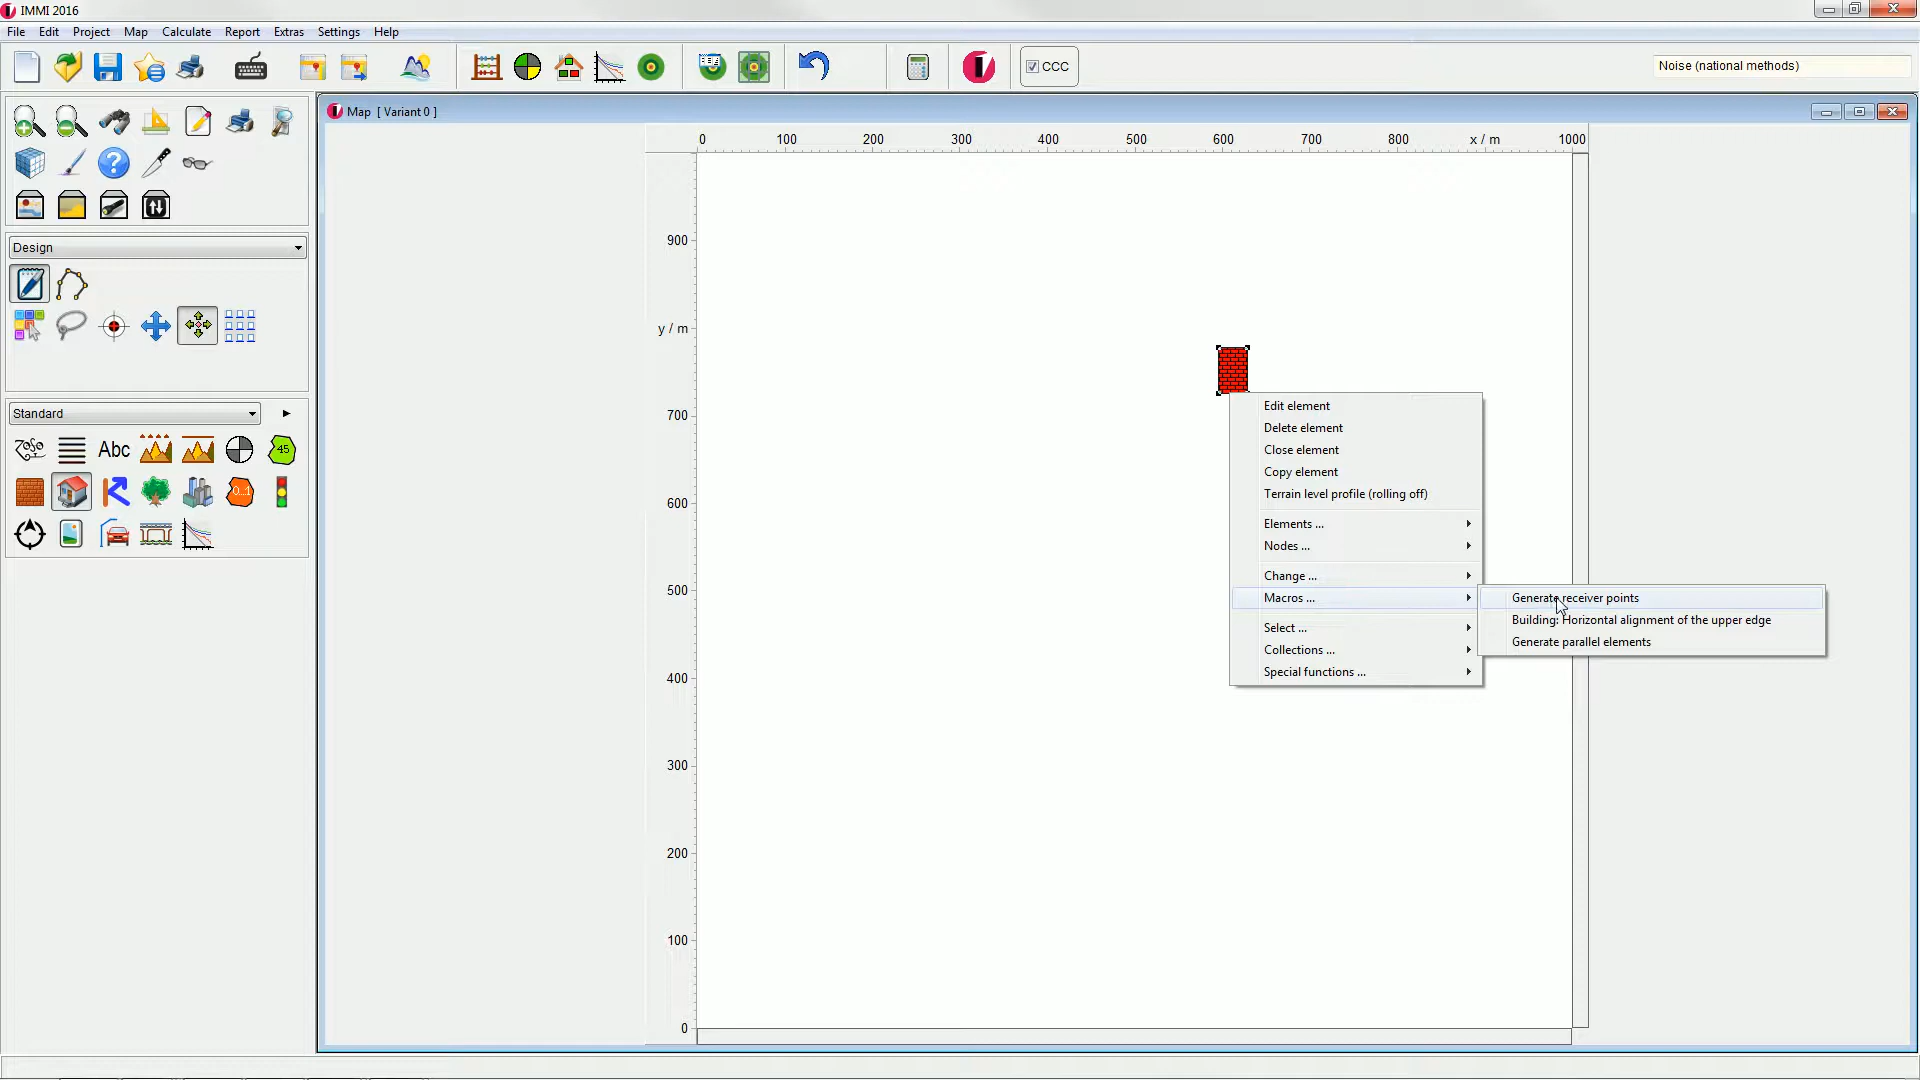 IMMI 2016
File Edit Project Map Calculate Report Extras Settings Help
CCC
Noise (national methods)
Map [ Variant 0 ]
0 100 200 300 400 500 600 700 800 x / m 1000
Design
900
y / m
700
600
500
400
300
200
100
0
Standard
Abc
45
0..1
Edit element
Delete element
Close element
Copy element
Terrain level profile (rolling off)
Elements ...
Nodes ...
Change ...
Macros ...
Select ...
Collections ...
Special functions ...
Generate receiver points
Building: Horizontal alignment of the upper edge
Generate parallel elements